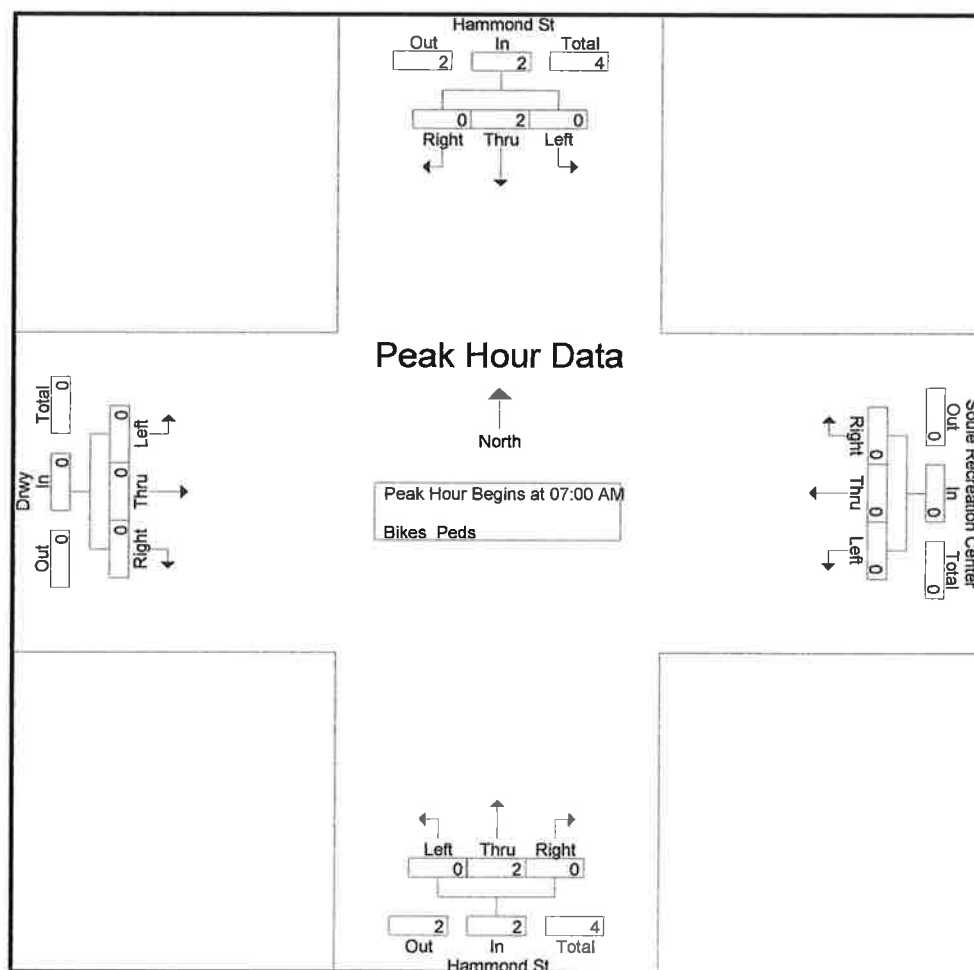 Hammond St
Out In Total
2 2 4
0 2 0
Right Thru Left
Peak Hour Data
North
Peak Hour Begins at 07:00 AM
Bikes Peds
Drwy
Out In Total
0 0 0
0 0 0
Right Thru Left
Soule Recreation Center
Out In Total
0 0 0
0 0 0
Right Thru Left
Left Thru Right
0 2 0
2 2 4
Out In Total
Hammond St